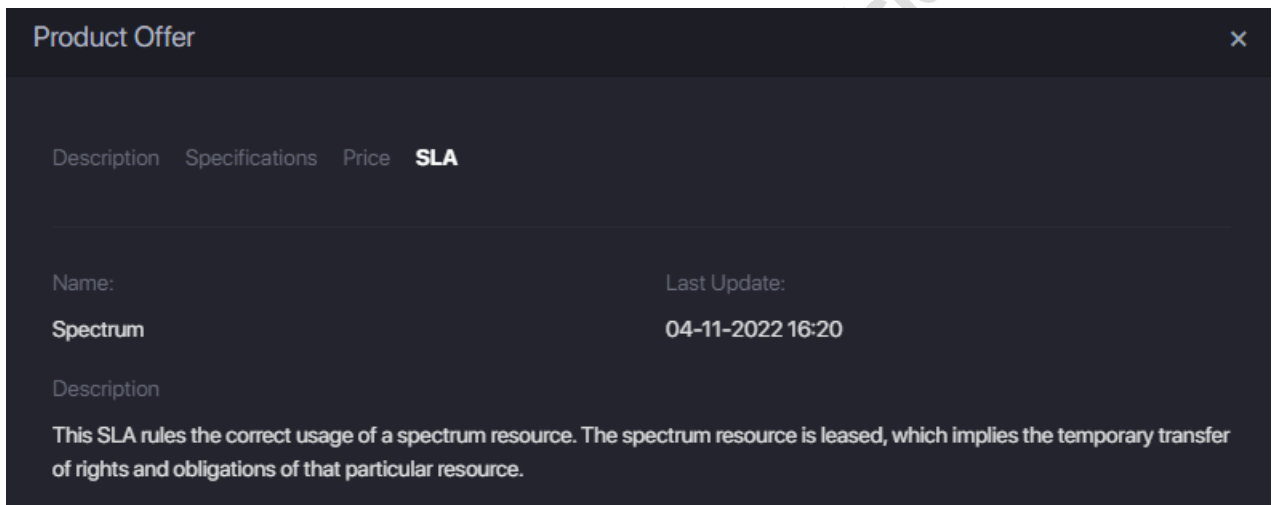 Product Offer ×
Description Specifications Price SLA
Name: Last Update:
Spectrum 04-11-2022 16:20
Description
This SLA rules the correct usage of a spectrum resource. The spectrum resource is leased, which implies the temporary transfer
of rights and obligations of that particular resource.